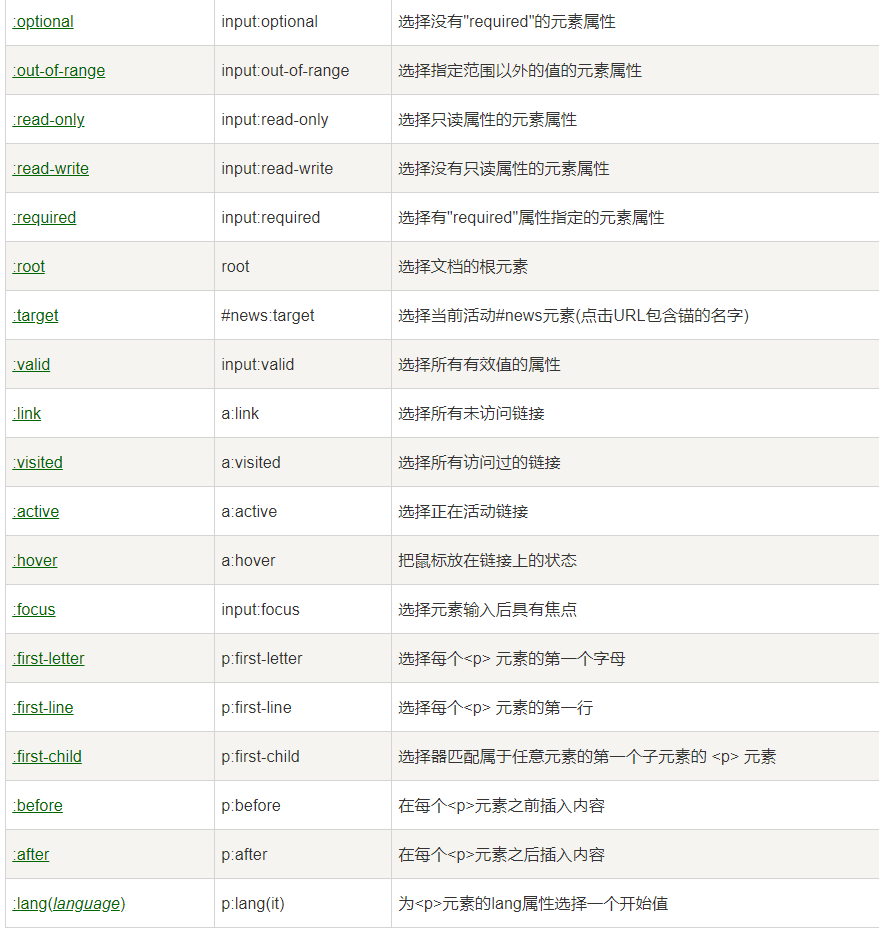 :optional input:optional 选择没有"required"的元素属性
:out-of-range input:out-of-range 选择指定范围以外的值的元素属性
:read-only input:read-only 选择只读属性的元素属性
:read-write input:read-write 选择没有只读属性的元素属性
:required input:required 选择有"required"属性指定的元素属性
:root root 选择文档的根元素
:target #news:target 选择当前活动#news元素(点击URL包含锚的名字)
:valid input:valid 选择所有有效值的属性
:link a:link 选择所有未访问链接
:visited a:visited 选择所有访问过的链接
:active a:active 选择正在活动链接
:hover a:hover 把鼠标放在链接上的状态
:focus input:focus 选择元素输入后具有焦点
:first-letter p:first-letter 选择每个<p> 元素的第一个字母
:first-line p:first-line 选择每个<p> 元素的第一行
:first-child p:first-child 选择器匹配属于任意元素的第一个子元素的 <p> 元素
:before p:before 在每个<p>元素之前插入内容
:after p:after 在每个<p>元素之后插入内容
:lang(language) p:lang(it) 为<p>元素的lang属性选择一个开始值